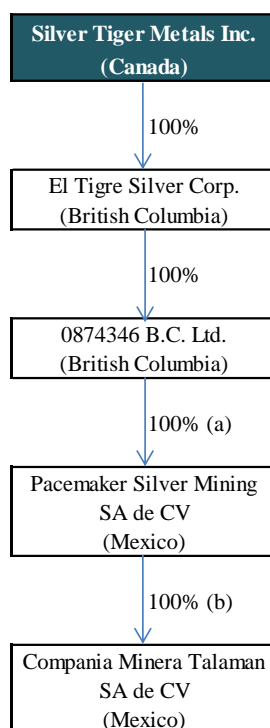 Silver Tiger Metals Inc.
(Canada)
100%
El Tigre Silver Corp.
(British Columbia)
100%
0874346 B.C. Ltd.
(British Columbia)
100% (a)
Pacemaker Silver Mining
SA de CV
(Mexico)
100% (b)
Compania Minera Talaman
SA de CV
(Mexico)